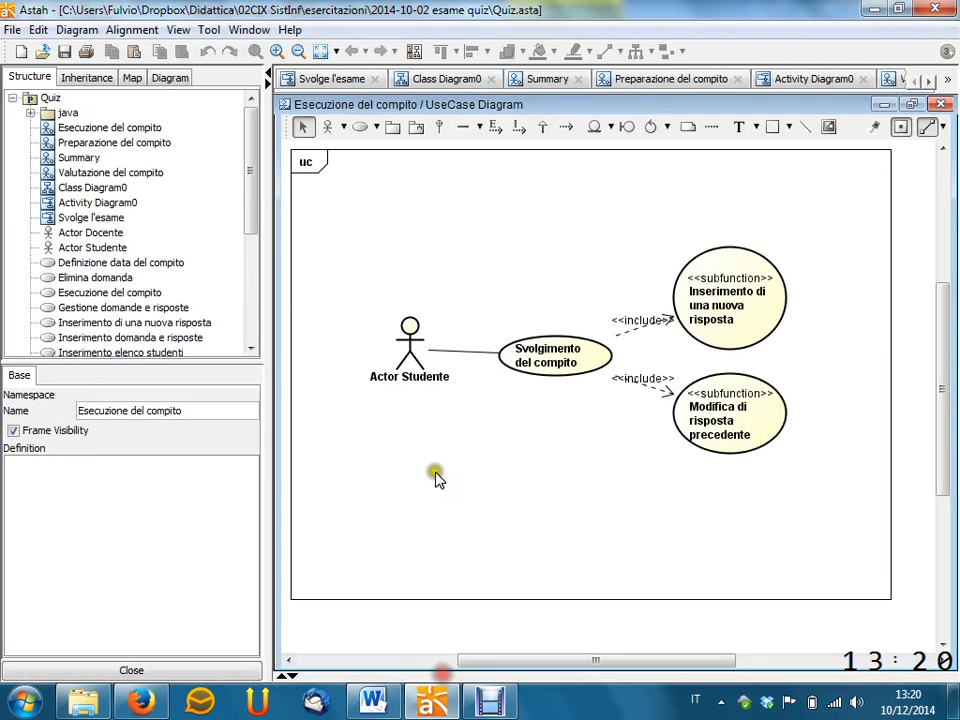 Astah - [C:\Users\Fulvio\Dropbox\Didattica\02CIX SistInf\esercitazioni\2014-10-02 esame quiz\Quiz.asta]
File Edit Diagram Alignment View Tool Window Help
Structure Inheritance Map Diagram
Svolge l'esame Class Diagram0 Summary Preparazione del compito Activity Diagram0
Esecuzione del compito / UseCase Diagram
Quiz
java
Esecuzione del compito
Preparazione del compito
Summary
Valutazione del compito
Class Diagram0
Activity Diagram0
Svolge l'esame
Actor Docente
Actor Studente
Definizione data del compito
Elimina domanda
Esecuzione del compito
Gestione domande e risposte
Inserimento di una nuova risposta
Inserimento domanda e risposte
Inserimento elenco studenti
Base
Namespace
Name Esecuzione del compito
Frame Visibility
Definition
Close
uc
Actor Studente
Svolgimento
del compito
<<include>>
<<include>>
<<subfunction>>
Inserimento di
una nuova
risposta
<<subfunction>>
Modifica di
risposta
precedente
13:20
IT
13:20
10/12/2014